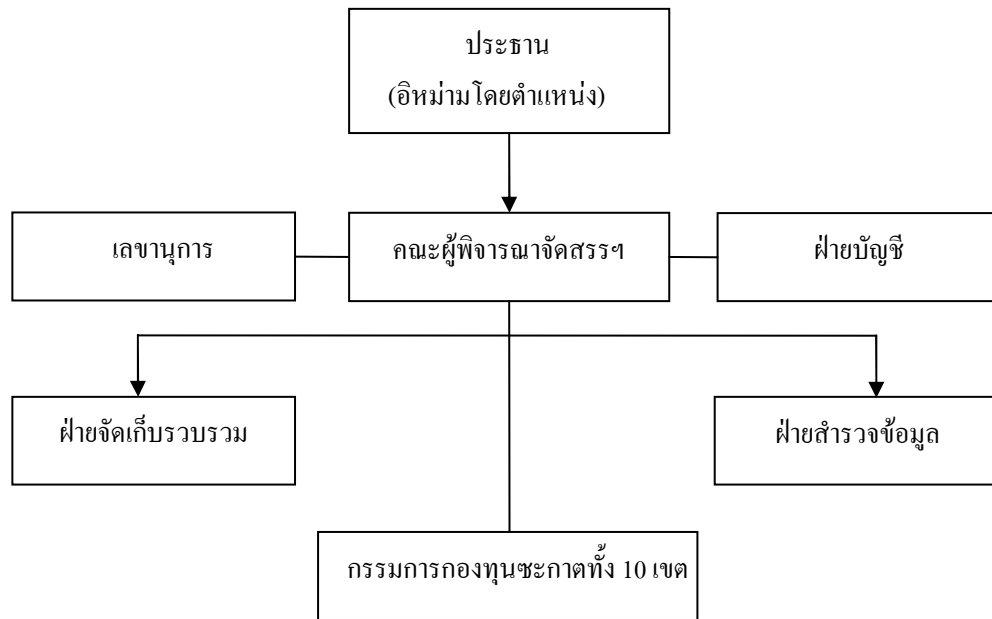 ประธาน
(อิหม่ามโดยตำแหน่ง)
เลขานุการ
คณะผู้พิจารณาจัดสรรฯ
ฝ่ายบัญชี
ฝ่ายจัดเก็บรวบรวม
ฝ่ายสำรวจข้อมูล
กรรมการกองทุนซะกาตทั้ง 10 เขต